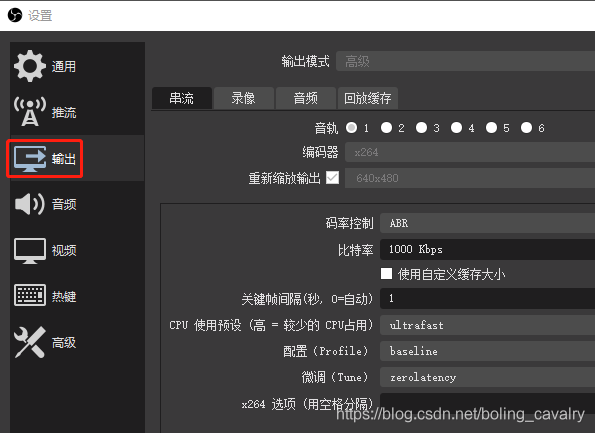 设置
通用
推流
输出
音频
视频
热键
高级
输出模式 高级
串流 录像 音频 回放缓存
音轨 1 2 3 4 5 6
编码器 x264
重新缩放输出 640x480
码率控制 ABR
比特率 1000 Kbps
使用自定义缓存大小
关键帧间隔(秒, 0=自动) 1
CPU 使用预设 (高 = 较少的 CPU占用) ultrafast
配置 (Profile) baseline
微调 (Tune) zerolatency
x264 选项 (用空格分隔)
https://blog.csdn.net/boling_cavalry